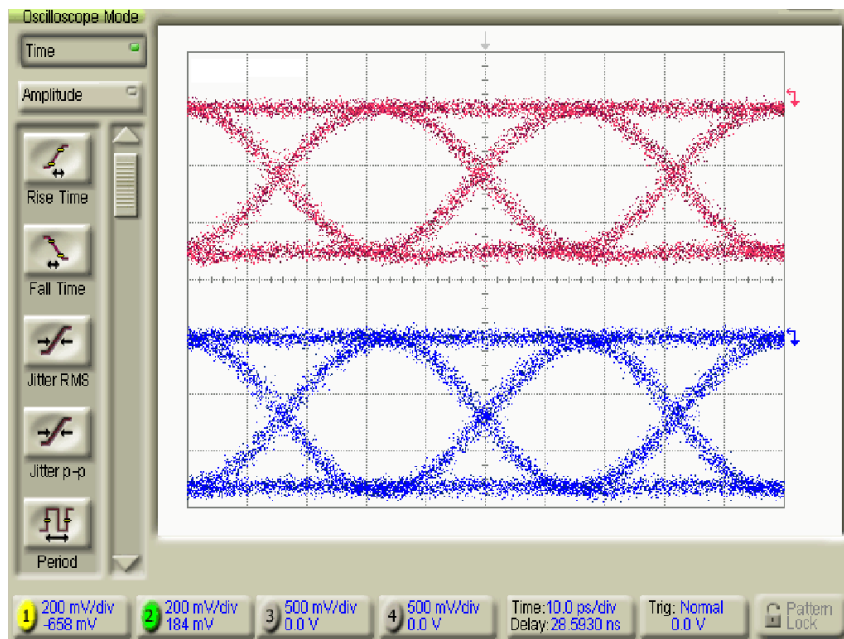 Oscilloscope Mode
Time
Amplitude
Rise Time
Fall Time
Jitter RMS
Jitter p-p
Period
1 200 mV/div
-658 mV
2 200 mV/div
184 mV
3 500 mV/div
0.0 V
4 500 mV/div
0.0 V
Time:10.0 ps/div
Delay:28.5930 ns
Trig: Normal
0.0 V
Pattern
Lock